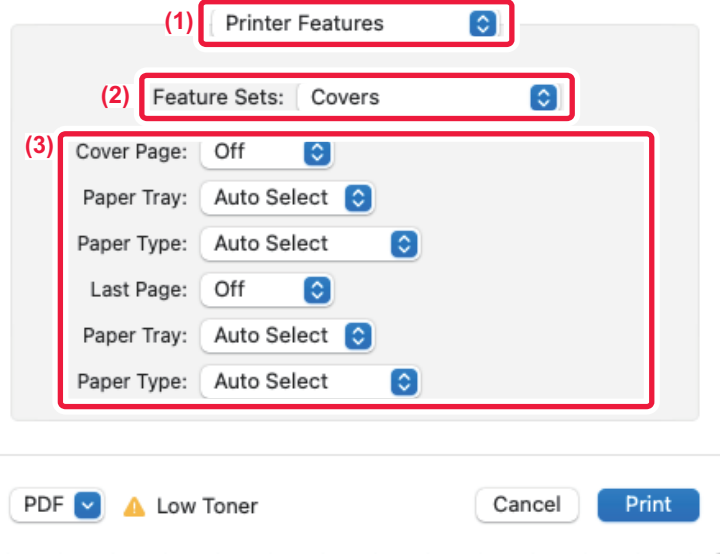 (1) Printer Features
(2) Feature Sets: Covers
(3)
Cover Page: Off
Paper Tray: Auto Select
Paper Type: Auto Select
Last Page: Off
Paper Tray: Auto Select
Paper Type: Auto Select
PDF Low Toner Cancel Print